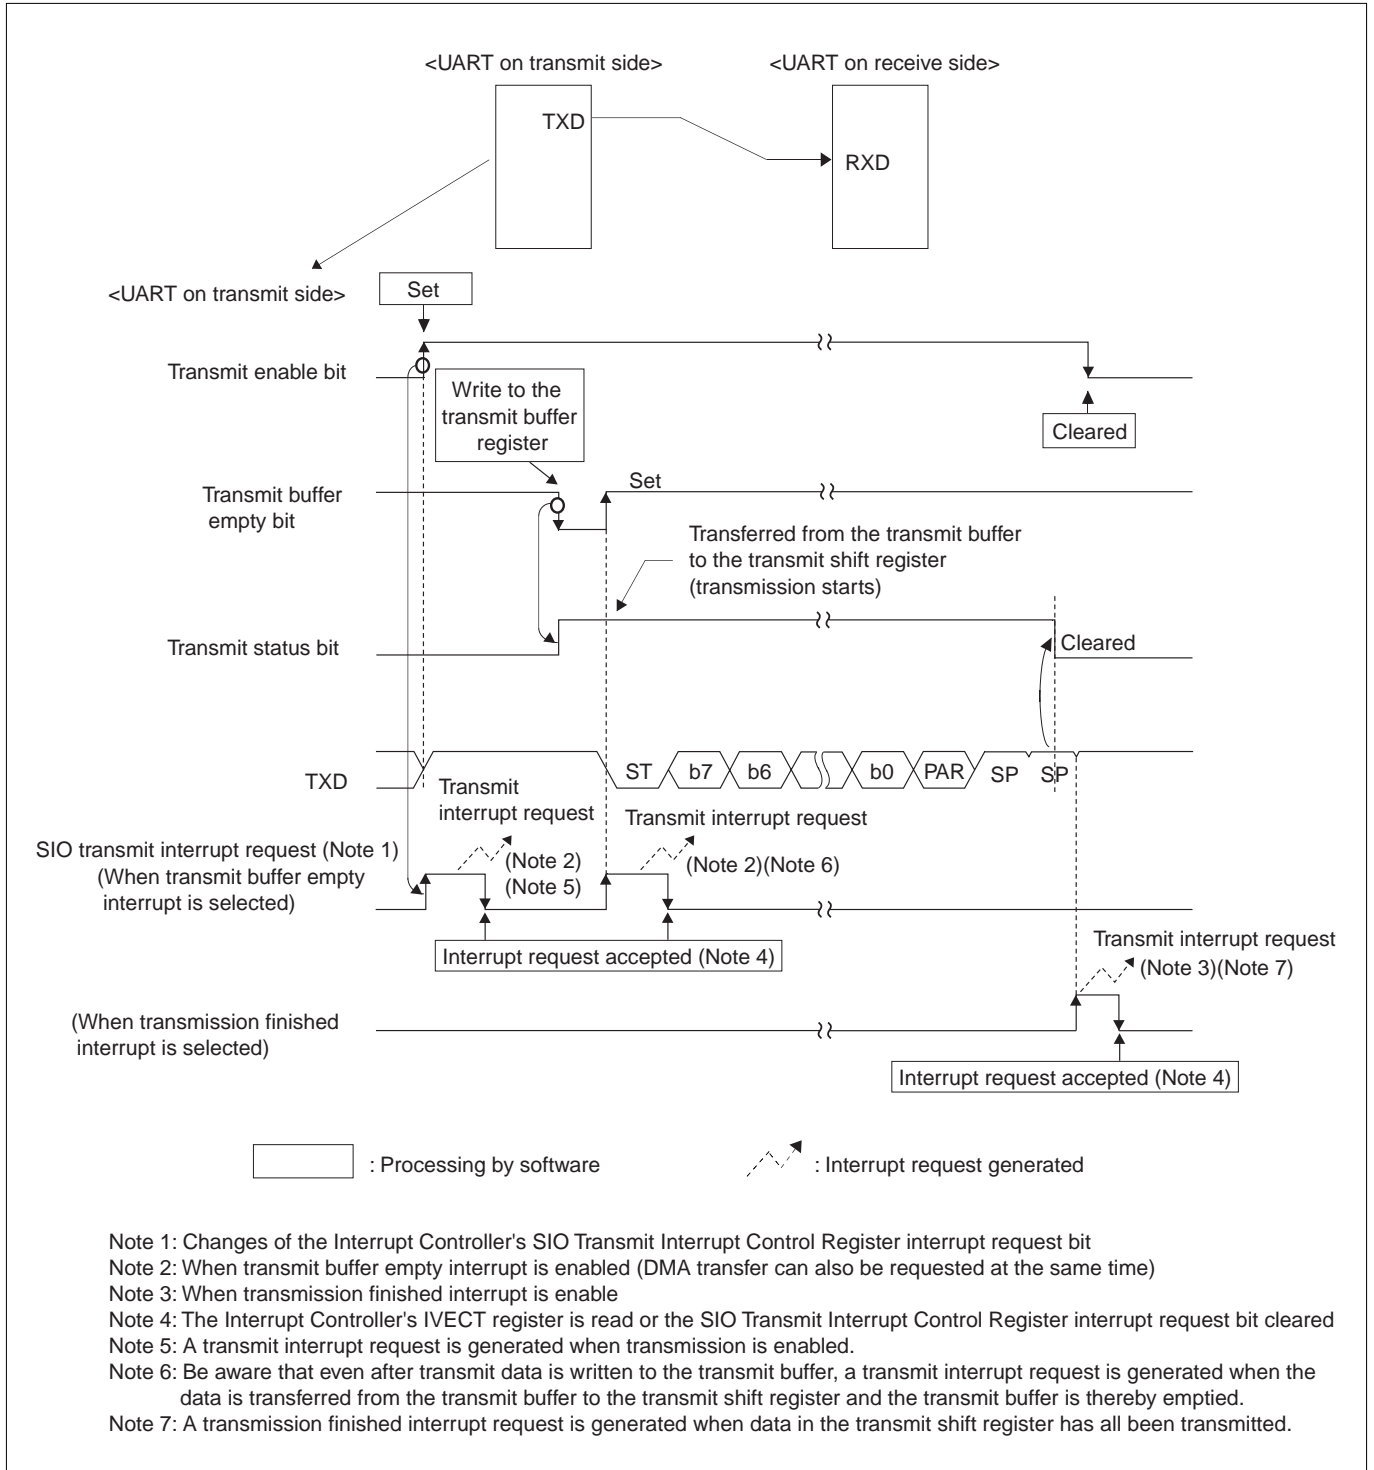 <UART on transmit side>
<UART on receive side>
TXD
RXD
<UART on transmit side>
Set
Transmit enable bit
Write to the
transmit buffer
register
Cleared
Transmit buffer
empty bit
Set
Transferred from the transmit buffer
to the transmit shift register
(transmission starts)
Transmit status bit
Cleared
TXD
ST b7 b6 b0 PAR SP SP
Transmit
interrupt request
Transmit interrupt request
SIO transmit interrupt request (Note 1)
(When transmit buffer empty
interrupt is selected)
(Note 2)
(Note 5)
(Note 2)(Note 6)
Interrupt request accepted (Note 4)
Transmit interrupt request
(Note 3)(Note 7)
(When transmission finished
interrupt is selected)
Interrupt request accepted (Note 4)
: Processing by software
: Interrupt request generated
Note 1: Changes of the Interrupt Controller's SIO Transmit Interrupt Control Register interrupt request bit
Note 2: When transmit buffer empty interrupt is enabled (DMA transfer can also be requested at the same time)
Note 3: When transmission finished interrupt is enable
Note 4: The Interrupt Controller's IVECT register is read or the SIO Transmit Interrupt Control Register interrupt request bit cleared
Note 5: A transmit interrupt request is generated when transmission is enabled.
Note 6: Be aware that even after transmit data is written to the transmit buffer, a transmit interrupt request is generated when the
data is transferred from the transmit buffer to the transmit shift register and the transmit buffer is thereby emptied.
Note 7: A transmission finished interrupt request is generated when data in the transmit shift register has all been transmitted.